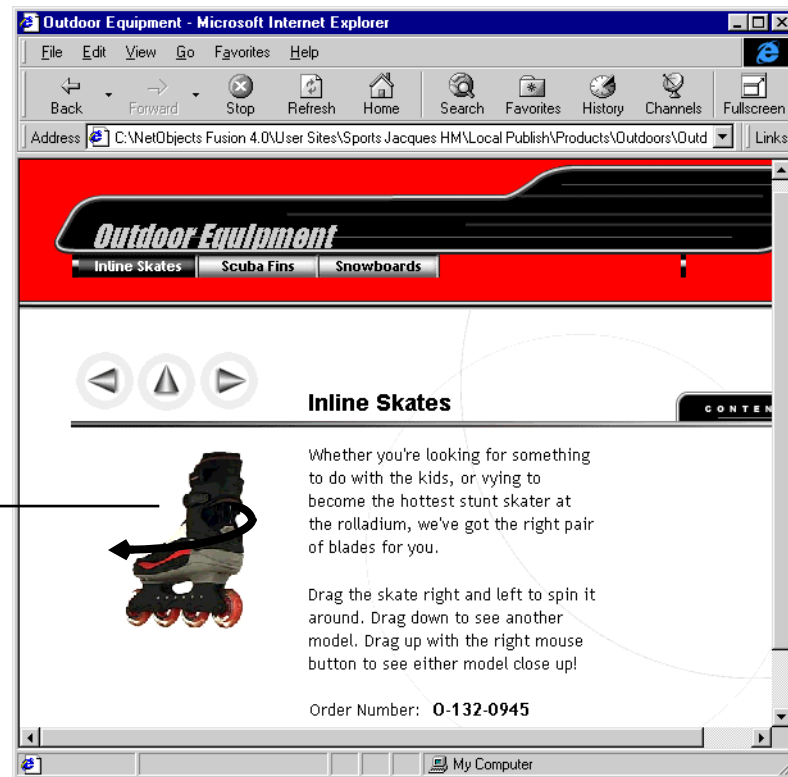 Outdoor Equipment - Microsoft Internet Explorer
File Edit View Go Favorites Help
Back Forward Stop Refresh Home Search Favorites History Channels Fullscreen
Address C:\NetObjects Fusion 4.0\User Sites\Sports Jacques HM\Local Publish\Products\Outdoors\Outd Links
Outdoor Equipment
Inline Skates Scuba Fins Snowboards
Inline Skates
CONTEN
Whether you're looking for something
to do with the kids, or vying to
become the hottest stunt skater at
the rolladium, we've got the right pair
of blades for you.
Drag the skate right and left to spin it
around. Drag down to see another
model. Drag up with the right mouse
button to see either model close up!
Order Number: O-132-0945
My Computer